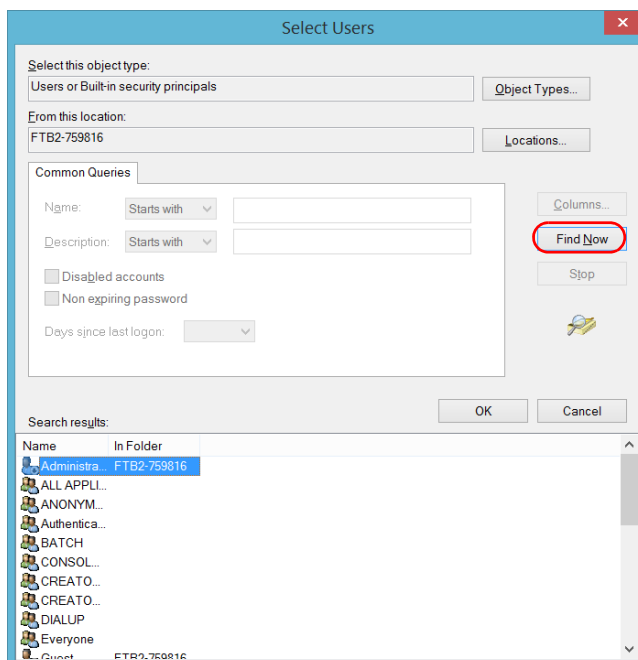 Select Users
Select this object type:
Users or Built-in security principals
Object Types...
From this location:
FTB2-759816
Locations...
Common Queries
Name: Starts with
Columns...
Description: Starts with
Find Now
Disabled accounts
Stop
Non expiring password
Days since last logon:
OK Cancel
Search results:
Name In Folder
Administra... FTB2-759816
ALL APPLI...
ANONYM...
Authentica...
BATCH
CONSOL...
CREATO...
CREATO...
DIALUP
Everyone
Guest FTB2-759816